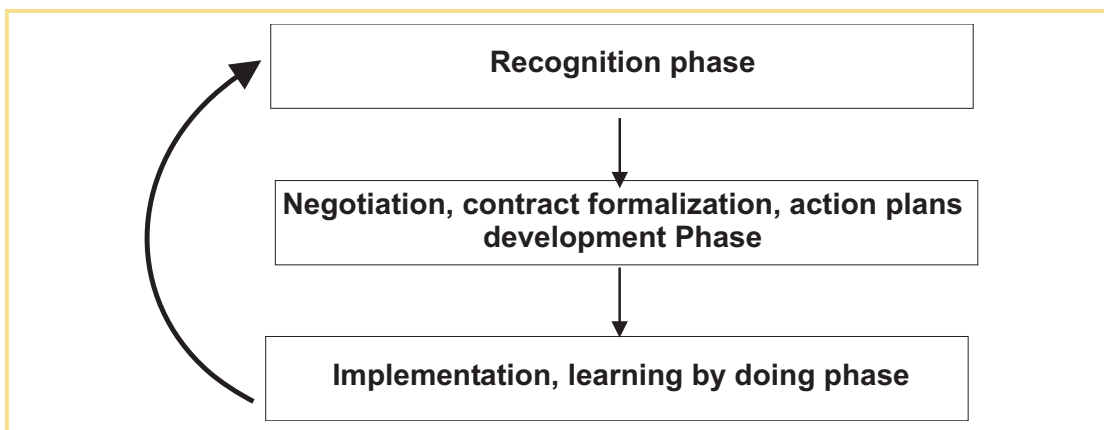 Recognition phase
Negotiation, contract formalization, action plans
development Phase
Implementation, learning by doing phase